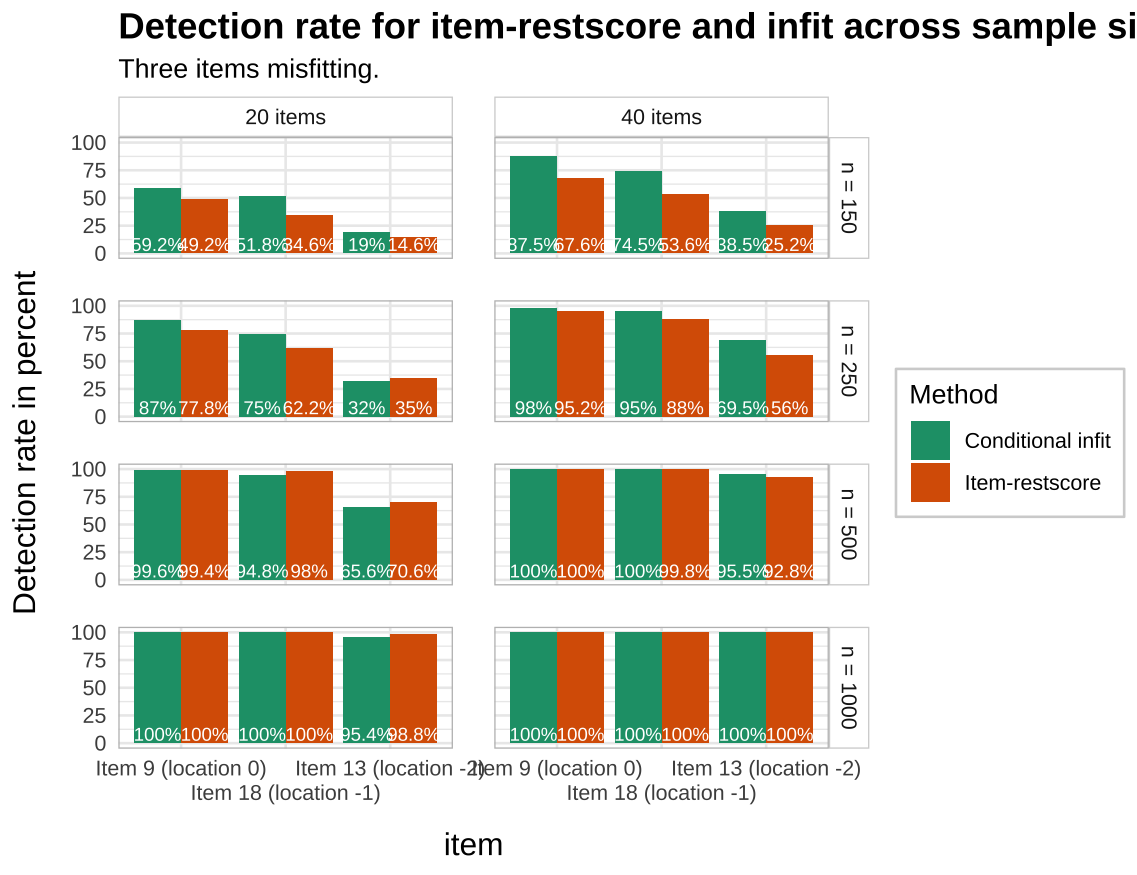 Detection rate for item-restscore and infit across sample si
Three items misfitting.
20 items
40 items
Detection rate in percent
100
75
50
25
0
59.2% 49.2% 51.8% 34.6% 19% 14.6%
87.5% 67.6% 74.5% 53.6% 38.5% 25.2%
n = 150
100
75
50
25
0
87% 77.8% 75% 62.2% 32% 35%
98% 95.2% 95% 88% 69.5% 56%
n = 250
100
75
50
25
0
99.6% 99.4% 94.8% 98% 65.6% 70.6%
100% 100% 100% 99.8% 95.5% 92.8%
n = 500
100
75
50
25
0
100% 100% 100% 100% 95.4% 98.8%
100% 100% 100% 100% 100% 100%
n = 1000
Item 9 (location 0) Item 13 (location -2) Item 9 (location 0) Item 13 (location -2)
Item 18 (location -1) Item 18 (location -1)
item
Method
Conditional infit
Item-restscore